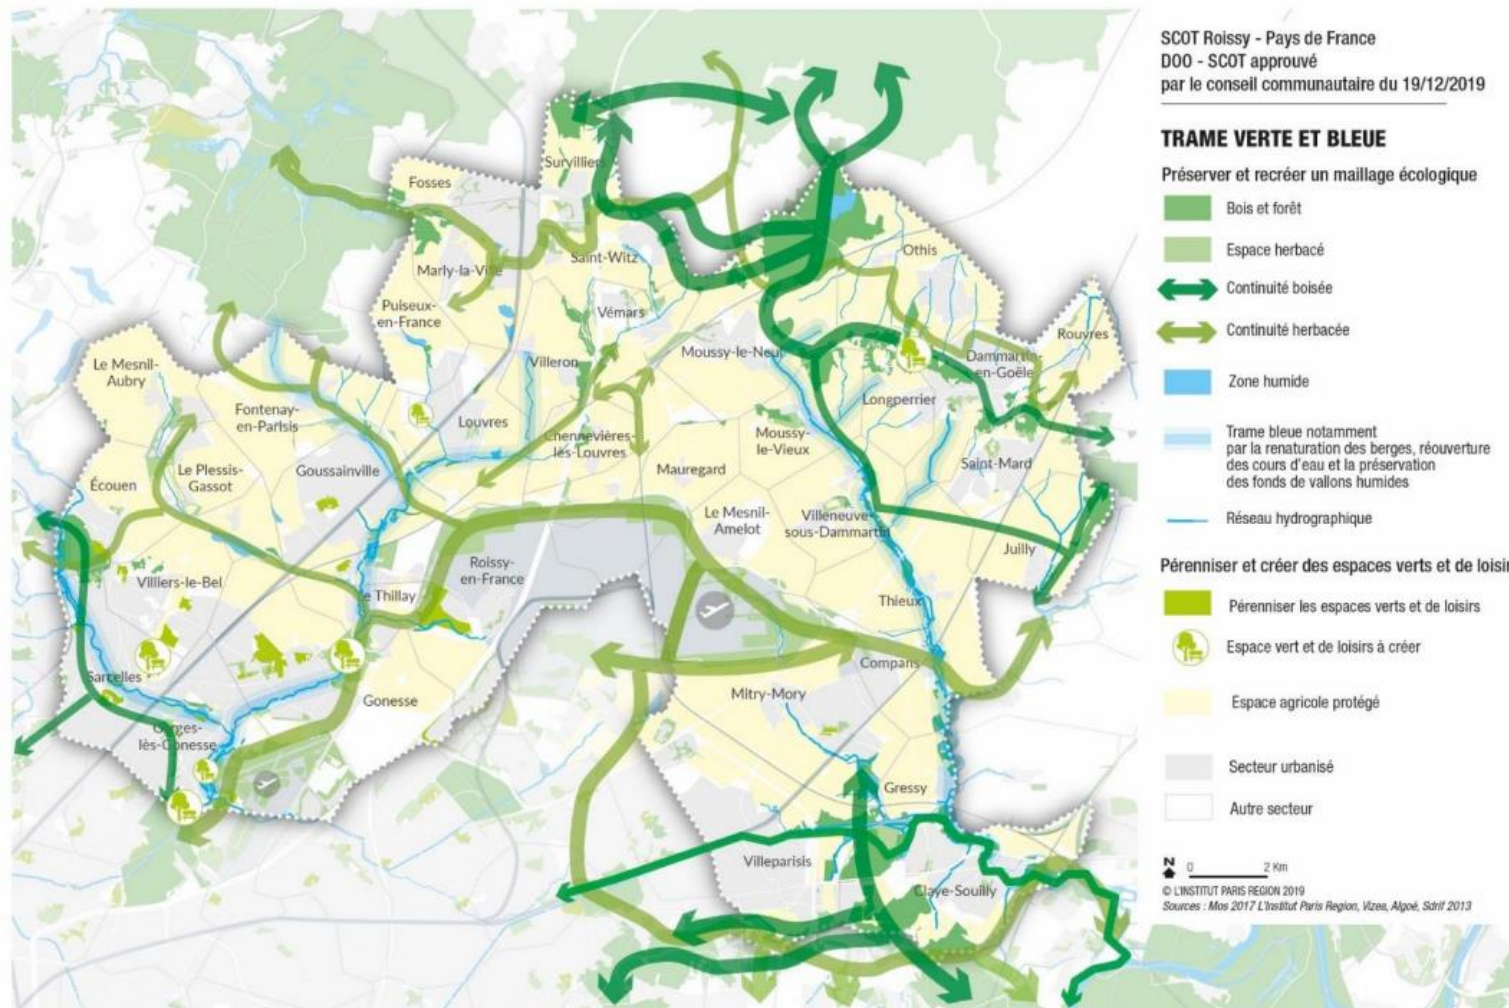 SCOT Roissy - Pays de France
DOO - SCOT approuvé
par le conseil communautaire du 19/12/2019
TRAME VERTE ET BLEUE
Préserver et recréer un maillage écologique
Bois et forêt
Espace herbacé
Continuité boisée
Continuité herbacée
Zone humide
Trame bleue notamment
par la renaturation des berges, réouverture
des cours d'eau et la préservation
des fonds de vallons humides
Réseau hydrographique
Pérenniser et créer des espaces verts et de loisir
Pérenniser les espaces verts et de loisirs
Espace vert et de loisirs à créer
Espace agricole protégé
Secteur urbanisé
Autre secteur
N
0 2 Km
© L'INSTITUT PARIS REGION 2019
Sources : Mos 2017 L'Institut Paris Region, Vizea, Algoé, Sdrif 2013
Survilliers
Fosses
Othis
Saint-Witz
Marly-la-Ville
Puiseux-
en-France
Vémars
Rouvres
Moussy-le-Neuf
Villeron
Dammartin-
en-Goële
Le Mesnil-
Aubry
Longperrier
Fontenay-
en-Parisis
Louvres
Chennevières-
lès-Louvres
Moussy-
le-Vieux
Saint-Mard
Mauregard
Goussainville
Le Plessis-
Gassot
Écouen
Le Mesnil-
Amelot
Villeneuve-
sous-Dammartin
Juilly
Roissy-
en-France
Villiers-le-Bel
e Thillay
Thieux
Compans
Sarcelles
Mitry-Mory
Gonesse
Garges-
lès-Gonesse
Gressy
Villeparisis
Claye-Souilly